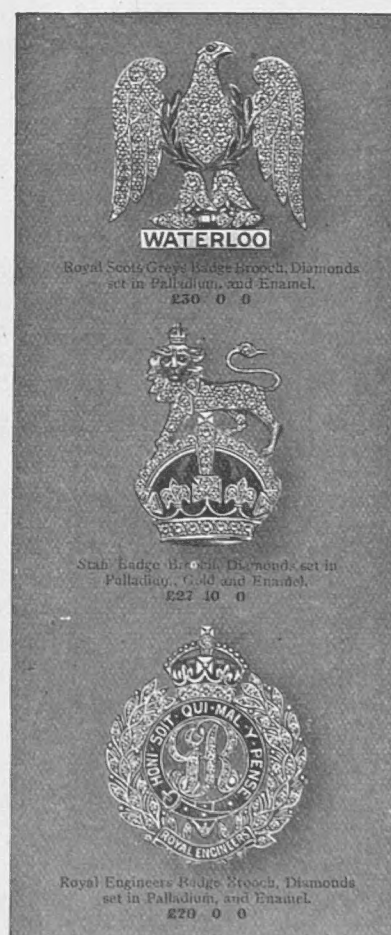 WATERLOO
Royal Scots Greys Badge Brooch, Diamonds
set in Palladium, and Enamel.
£30 0 0
Staff Badge Brooch, Diamonds set in
Palladium, Gold and Enamel.
£27 10 0
HONI·SOIT·QUI·MAL·Y·PENSE
ROYAL ENGINEERS
Royal Engineers Badge Brooch, Diamonds
set in Palladium, and Enamel.
0 0